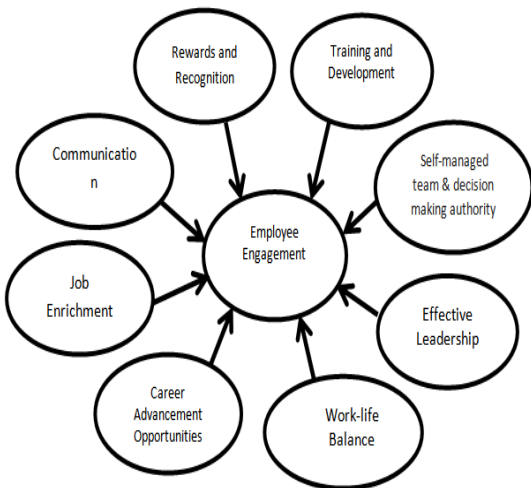 Rewards and
Recognition
Training and
Development
Communicatio
n
Self-managed
team & decision
making authority
Employee
Engagement
Job
Enrichment
Effective
Leadership
Career
Advancement
Opportunities
Work-life
Balance